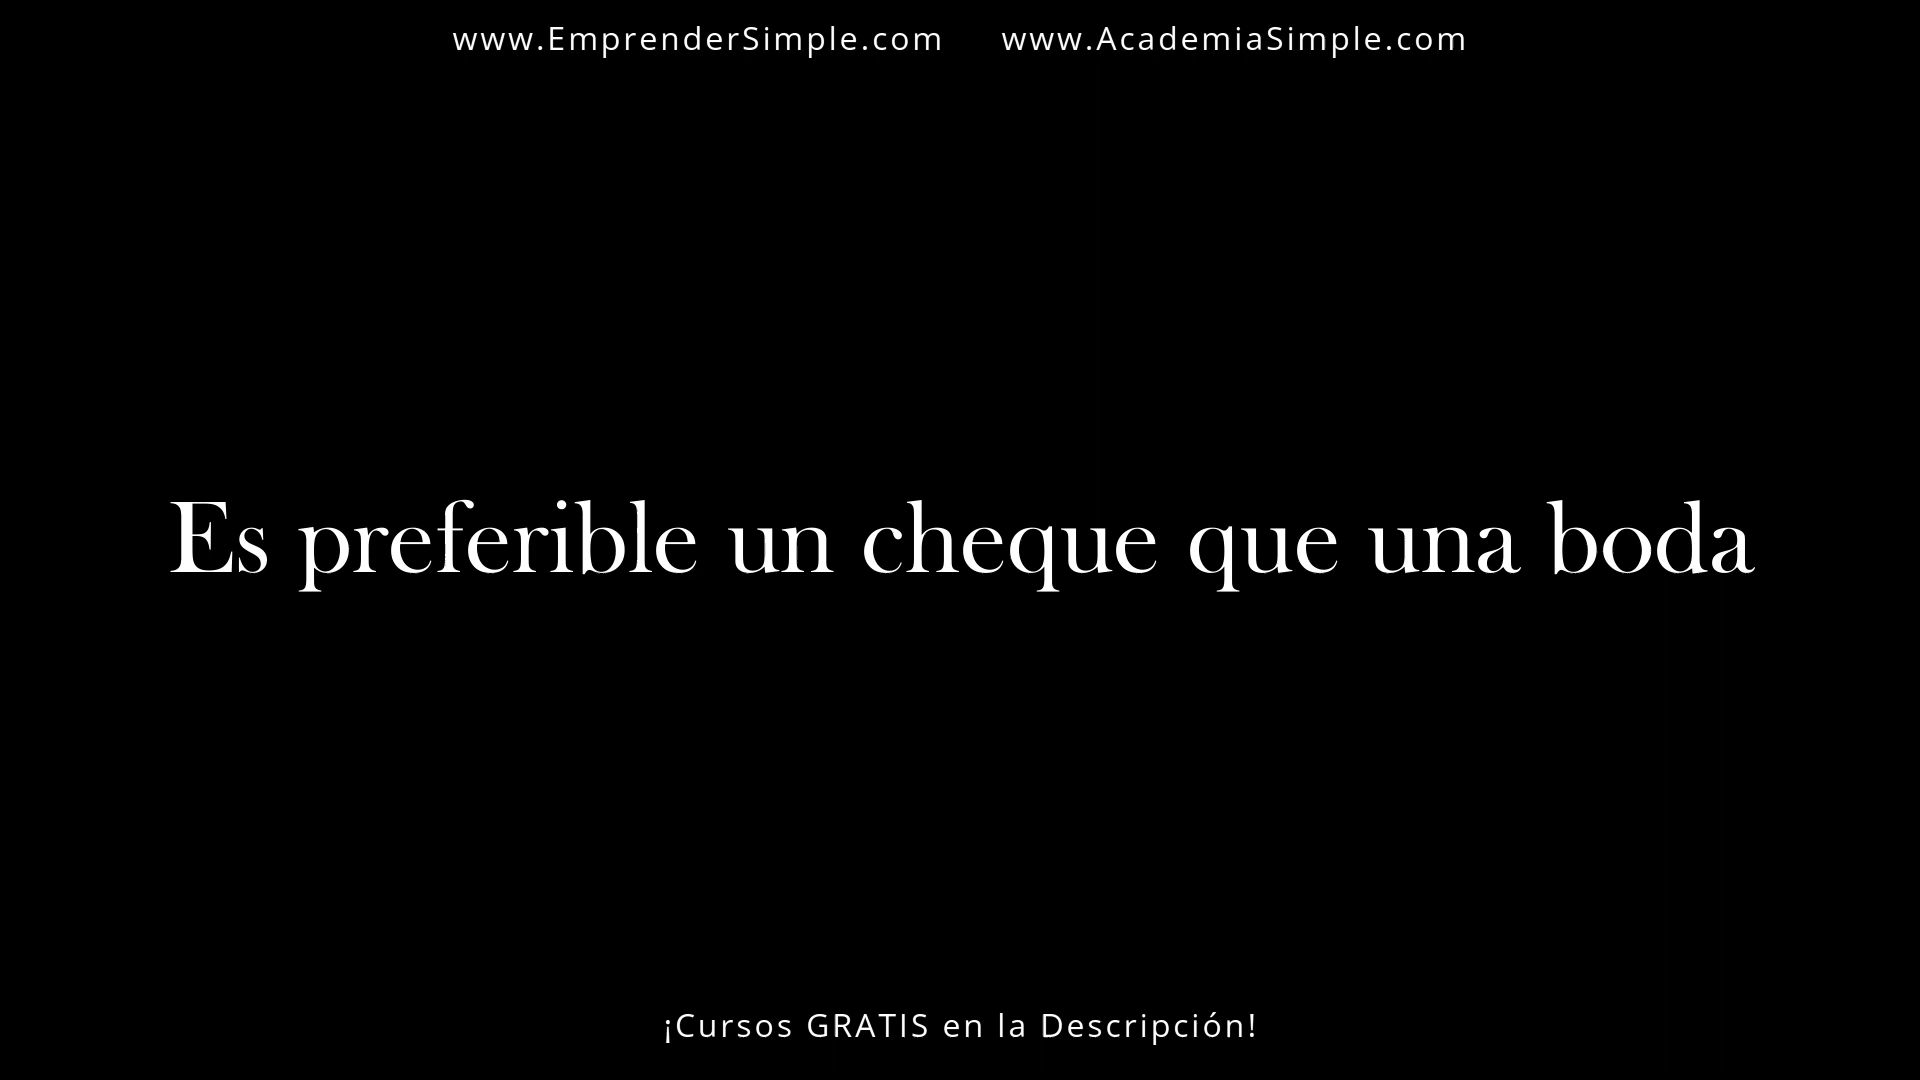 www.EmprenderSimple.com www.AcademiaSimple.com
Es preferible un cheque que una boda
¡Cursos GRATIS en la Descripción!